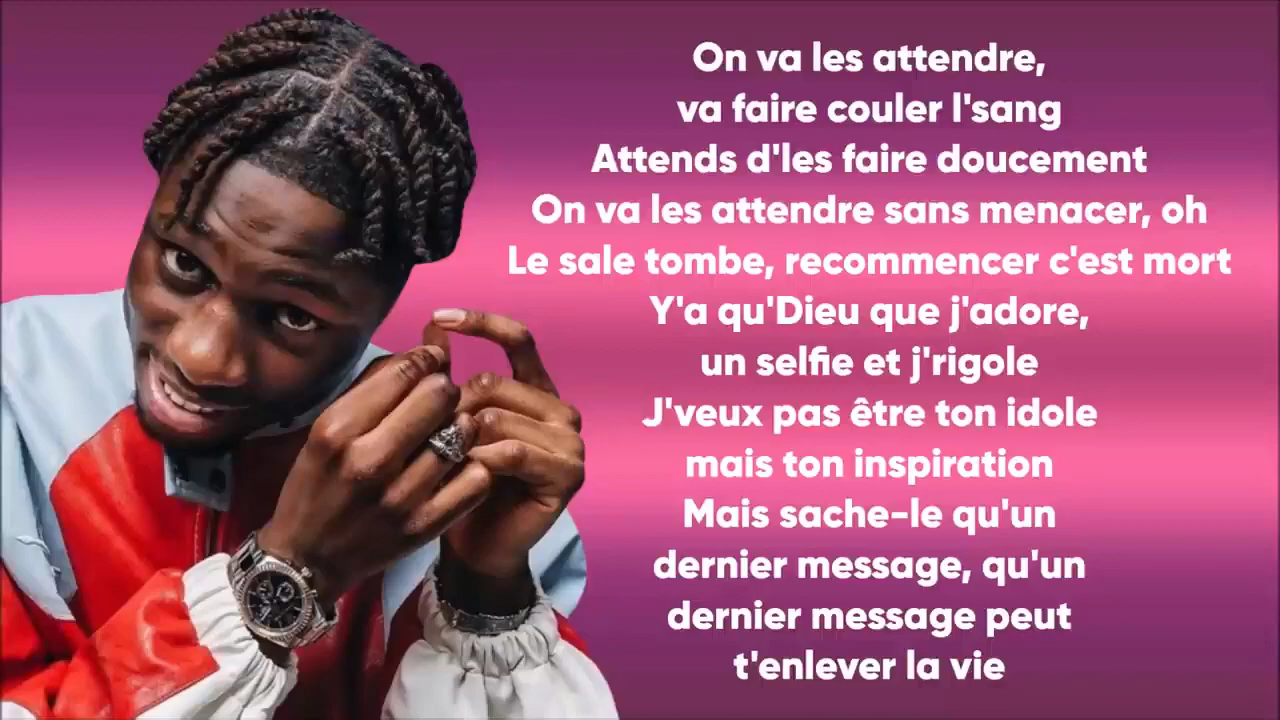 On va les attendre,
va faire couler l'sang
Attends d'les faire doucement
On va les attendre sans menacer, oh
Le sale tombe, recommencer c'est mort
Y'a qu'Dieu que j'adore,
un selfie et j'rigole
J'veux pas être ton idole
mais ton inspiration
Mais sache-le qu'un
dernier message, qu'un
dernier message peut
t'enlever la vie